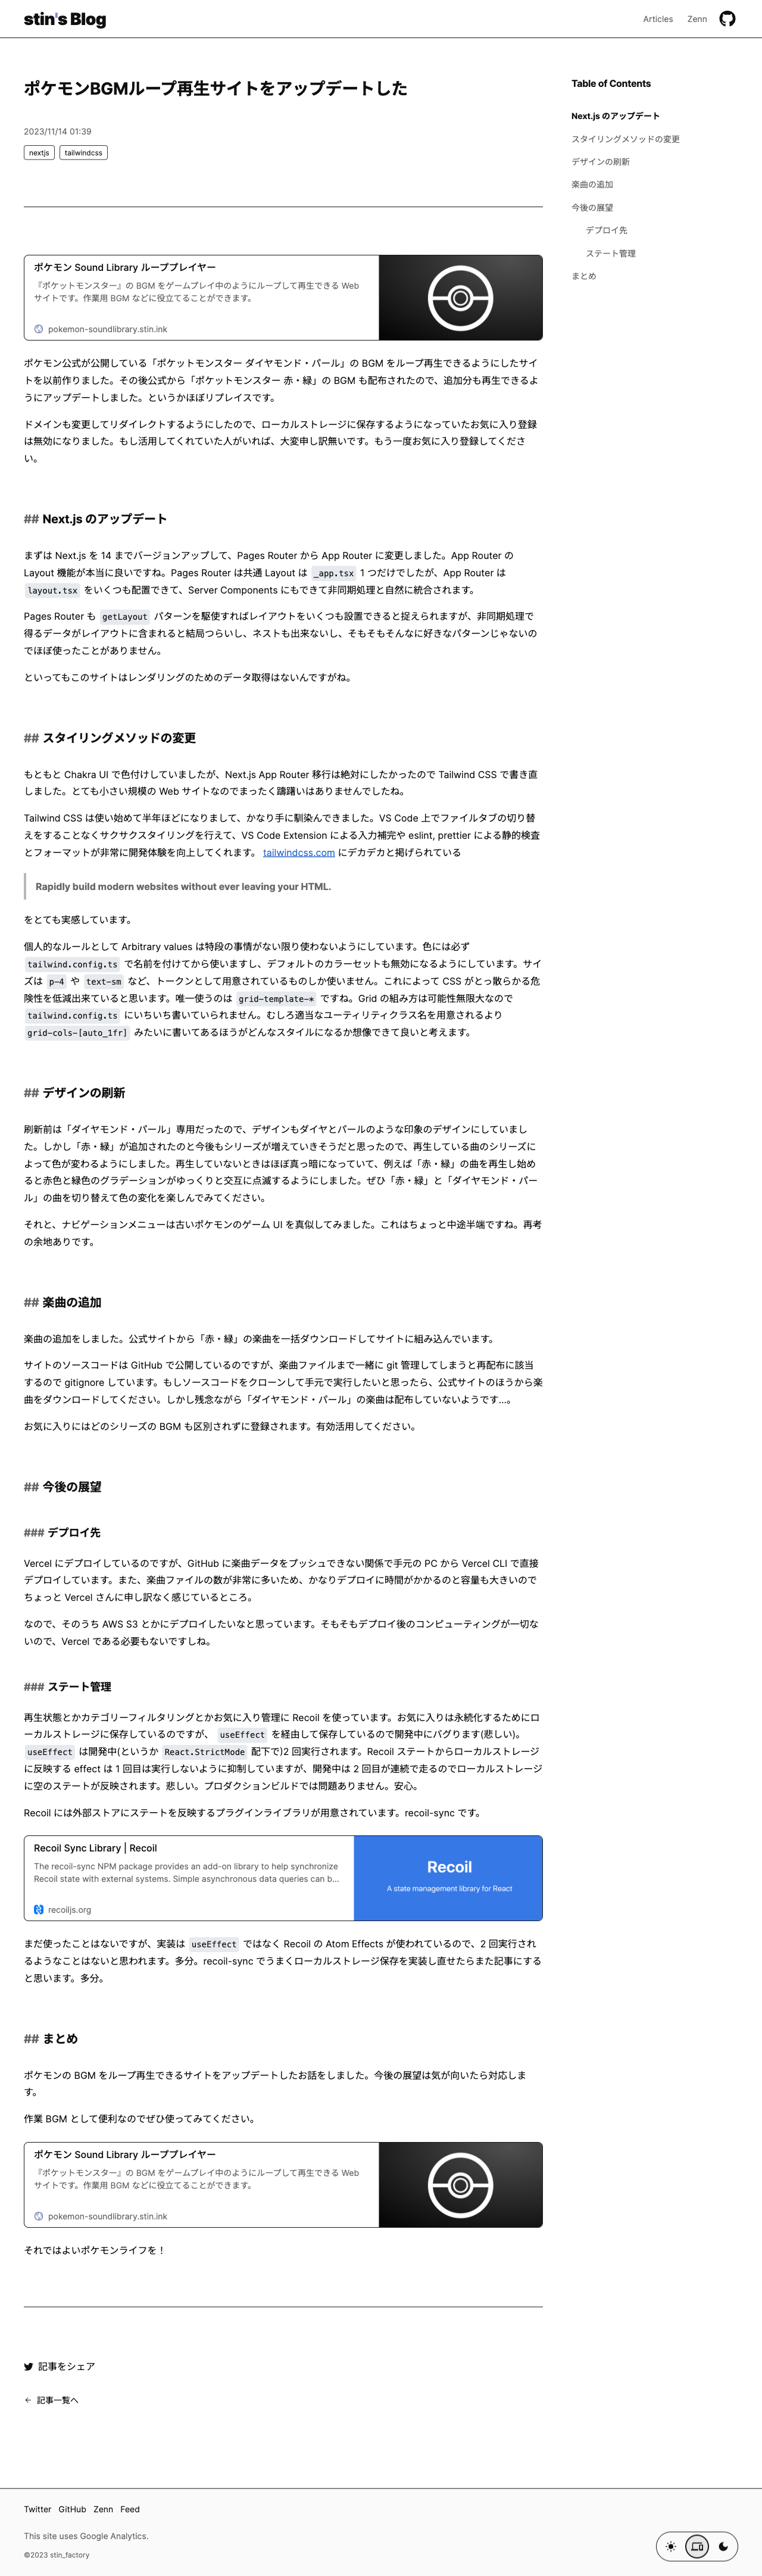 stin's Blog
Articles
Zenn
ポケモンBGMループ再生サイトをアップデートした
2023/11/14 01:39
nextjs
tailwindcss
Table of Contents
Next.js のアップデート
スタイリングメソッドの変更
デザインの刷新
楽曲の追加
今後の展望
デプロイ先
ステート管理
まとめ
ポケモン Sound Library ループプレイヤー
『ポケットモンスター』の BGM をゲームプレイ中のようにループして再生できる Web
サイトです。作業用 BGM などに役立てることができます。
pokemon-soundlibrary.stin.ink
ポケモン公式が公開している「ポケットモンスター ダイヤモンド・パール」の BGM をループ再生できるようにしたサイ
トを以前作りました。その後公式から「ポケットモンスター 赤・緑」の BGM も配布されたので、追加分も再生できるよ
うにアップデートしました。というかほぼリプレイスです。
ドメインも変更してリダイレクトするようにしたので、ローカルストレージに保存するようになっていたお気に入り登録
は無効になりました。もし活用してくれていた人がいれば、大変申し訳無いです。もう一度お気に入り登録してくださ
い。
## Next.js のアップデート
まずは Next.js を 14 までバージョンアップして、Pages Router から App Router に変更しました。App Router の
Layout 機能が本当に良いですね。Pages Router は共通 Layout は _app.tsx 1 つだけでしたが、App Router は
layout.tsx をいくつも配置できて、Server Components にもできて非同期処理と自然に統合されます。
Pages Router も getLayout パターンを駆使すればレイアウトをいくつも設置できると捉えられますが、非同期処理で
得るデータがレイアウトに含まれると結局つらいし、ネストも出来ないし、そもそもそんなに好きなパターンじゃないの
でほぼ使ったことがありません。
といってもこのサイトはレンダリングのためのデータ取得はないんですがね。
## スタイリングメソッドの変更
もともと Chakra UI で色付けしていましたが、Next.js App Router 移行は絶対にしたかったので Tailwind CSS で書き直
しました。とても小さい規模の Web サイトなのでまったく躊躇いはありませんでしたね。
Tailwind CSS は使い始めて半年ほどになりまして、かなり手に馴染んできました。VS Code 上でファイルタブの切り替
えをすることなくサクサクスタイリングを行えて、VS Code Extension による入力補完や eslint, prettier による静的検査
とフォーマットが非常に開発体験を向上してくれます。 tailwindcss.com にデカデカと掲げられている
Rapidly build modern websites without ever leaving your HTML.
をとても実感しています。
個人的なルールとして Arbitrary values は特段の事情がない限り使わないようにしています。色には必ず
tailwind.config.ts で名前を付けてから使いますし、デフォルトのカラーセットも無効になるようにしています。サイ
ズは p-4 や text-sm など、トークンとして用意されているものしか使いません。これによって CSS がとっ散らかる危
険性を低減出来ていると思います。唯一使うのは grid-template-* ですね。Grid の組み方は可能性無限大なので
tailwind.config.ts にいちいち書いていられません。むしろ適当なユーティリティクラス名を用意されるより
grid-cols-[auto_1fr] みたいに書いてあるほうがどんなスタイルになるか想像できて良いと考えます。
## デザインの刷新
刷新前は「ダイヤモンド・パール」専用だったので、デザインもダイヤとパールのような印象のデザインにしていまし
た。しかし「赤・緑」が追加されたのと今後もシリーズが増えていきそうだと思ったので、再生している曲のシリーズに
よって色が変わるようにしました。再生していないときはほぼ真っ暗になっていて、例えば「赤・緑」の曲を再生し始め
ると赤色と緑色のグラデーションがゆっくりと交互に点滅するようにしました。ぜひ「赤・緑」と「ダイヤモンド・パー
ル」の曲を切り替えて色の変化を楽しんでみてください。
それと、ナビゲーションメニューは古いポケモンのゲーム UI を真似してみました。これはちょっと中途半端ですね。再考
の余地ありです。
## 楽曲の追加
楽曲の追加をしました。公式サイトから「赤・緑」の楽曲を一括ダウンロードしてサイトに組み込んでいます。
サイトのソースコードは GitHub で公開しているのですが、楽曲ファイルまで一緒に git 管理してしまうと再配布に該当
するので gitignore しています。もしソースコードをクローンして手元で実行したいと思ったら、公式サイトのほうから楽
曲をダウンロードしてください。しかし残念ながら「ダイヤモンド・パール」の楽曲は配布していないようです...。
お気に入りにはどのシリーズの BGM も区別されずに登録されます。有効活用してください。
## 今後の展望
### デプロイ先
Vercel にデプロイしているのですが、GitHub に楽曲データをプッシュできない関係で手元の PC から Vercel CLI で直接
デプロイしています。また、楽曲ファイルの数が非常に多いため、かなりデプロイに時間がかかるのと容量も大きいので
ちょっと Vercel さんに申し訳なく感じているところ。
なので、そのうち AWS S3 とかにデプロイしたいなと思っています。そもそもデプロイ後のコンピューティングが一切な
いので、Vercel である必要もないですしね。
### ステート管理
再生状態とかカテゴリーフィルタリングとかお気に入り管理に Recoil を使っています。お気に入りは永続化するためにロ
ーカルストレージに保存しているのですが、 useEffect を経由して保存しているので開発中にバグります(悲しい)。
useEffect は開発中(というか React.StrictMode 配下で)2 回実行されます。Recoil ステートからローカルストレージ
に反映する effect は 1 回目は実行しないように抑制していますが、開発中は 2 回目が連続で走るのでローカルストレージ
に空のステートが反映されます。悲しい。プロダクションビルドでは問題ありません。安心。
Recoil には外部ストアにステートを反映するプラグインライブラリが用意されています。recoil-sync です。
Recoil Sync Library | Recoil
The recoil-sync NPM package provides an add-on library to help synchronize
Recoil state with external systems. Simple asynchronous data queries can b...
recoiljs.org
Recoil
A state management library for React
まだ使ったことはないですが、実装は useEffect ではなく Recoil の Atom Effects が使われているので、2 回実行され
るようなことはないと思われます。多分。recoil-sync でうまくローカルストレージ保存を実装し直せたらまた記事にする
と思います。多分。
## まとめ
ポケモンの BGM をループ再生できるサイトをアップデートしたお話をしました。今後の展望は気が向いたら対応しま
す。
作業 BGM として便利なのでぜひ使ってみてください。
ポケモン Sound Library ループプレイヤー
『ポケットモンスター』の BGM をゲームプレイ中のようにループして再生できる Web
サイトです。作業用 BGM などに役立てることができます。
pokemon-soundlibrary.stin.ink
それではよいポケモンライフを！
記事をシェア
← 記事一覧へ
Twitter
GitHub
Zenn
Feed
This site uses Google Analytics.
©2023 stin_factory